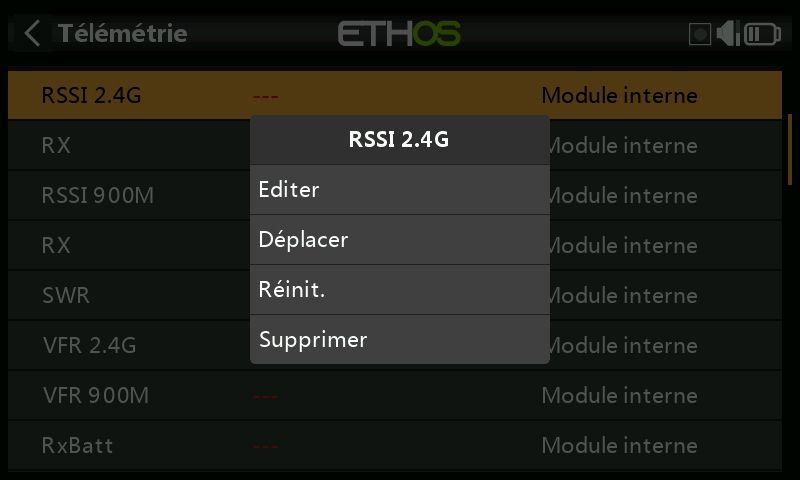 Télémétrie ETHOS
RSSI 2.4G --- Module interne
RX Module interne
RSSI 900M Module interne
RX Module interne
SWR Module interne
VFR 2.4G Module interne
VFR 900M --- Module interne
RxBatt --- Module interne
RSSI 2.4G
Editer
Déplacer
Réinit.
Supprimer